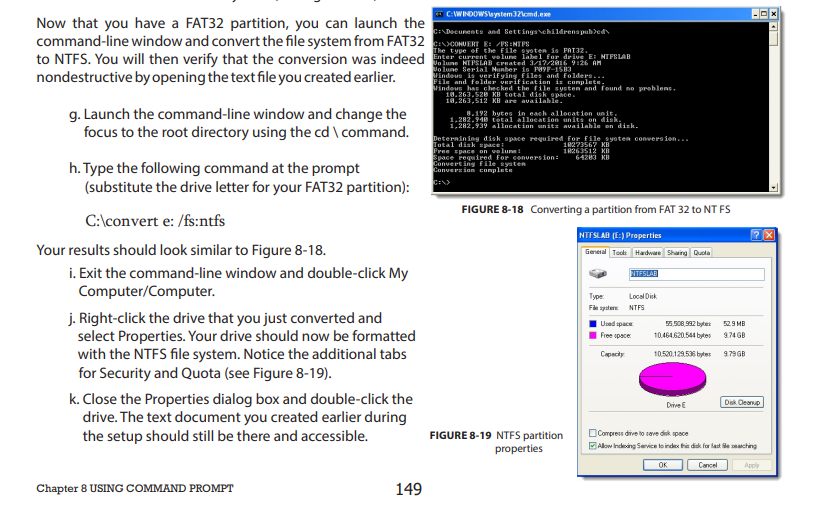 Now that you have a FAT32 partition, you can launch the
command-line window and convert the file system from FAT32
to NTFS. You will then verify that the conversion was indeed
nondestructive by opening the text file you created earlier.
g. Launch the command-line window and change the
focus to the root directory using the cd \ command.
h. Type the following command at the prompt
(substitute the drive letter for your FAT32 partition):
C:\convert e: /fs:ntfs
Your results should look similar to Figure 8-18.
i. Exit the command-line window and double-click My
Computer/Computer.
j. Right-click the drive that you just converted and
select Properties. Your drive should now be formatted
with the NTFS file system. Notice the additional tabs
for Security and Quota (see Figure 8-19).
k. Close the Properties dialog box and double-click the
drive. The text document you created earlier during
the setup should still be there and accessible.
C:\WINDOWS\system32\cmd.exe
C:\Documents and Settings\childrenspub>cd\
C:\>CONVERT E: /FS:NTFS
The type of the file system is FAT32.
Enter current volume label for drive E: NTFSLAB
Volume NTFSLAB created 3/17/2016 9:26 AM
Volume Serial Number is F09F-15B3
Windows is verifying files and folders...
File and folder verification is complete.
Windows has checked the file system and found no problems.
10,263,520 KB total disk space.
10,263,512 KB are available.
8,192 bytes in each allocation unit.
1,282,940 total allocation units on disk.
1,282,939 allocation units available on disk.
Determining disk space required for file system conversion...
Total disk space: 10273567 KB
Free space on volume: 10263512 KB
Space required for conversion: 64203 KB
Converting file system
Conversion complete
C:\>
FIGURE 8-18 Converting a partition from FAT 32 to NT FS
NTFSLAB (E:) Properties
General Tools Hardware Sharing Quota
NTFSLAB
Type: Local Disk
File system: NTFS
Used space: 55,508,992 bytes 52.9 MB
Free space: 10,464,620,544 bytes 9.74 GB
Capacity: 10,520,129,536 bytes 9.79 GB
Drive E
Disk Cleanup
Compress drive to save disk space
Allow Indexing Service to index this disk for fast file searching
OK Cancel Apply
FIGURE 8-19 NTFS partition
properties
Chapter 8 USING COMMAND PROMPT
149